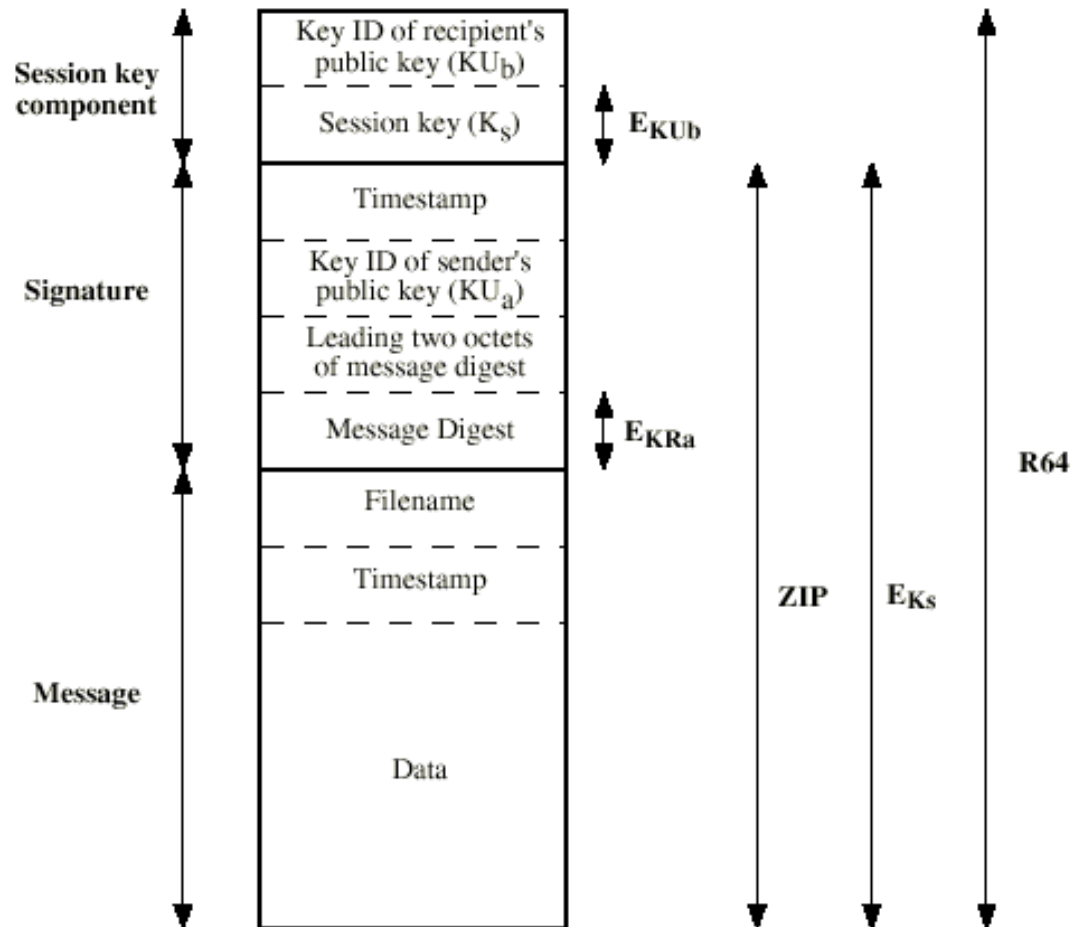 Session key
component
Key ID of recipient's
public key (KUb)
Session key (Ks)
EKUb
Signature
Timestamp
Key ID of sender's
public key (KUa)
Leading two octets
of message digest
Message Digest
EKRa
Message
Filename
Timestamp
Data
ZIP
EKs
R64